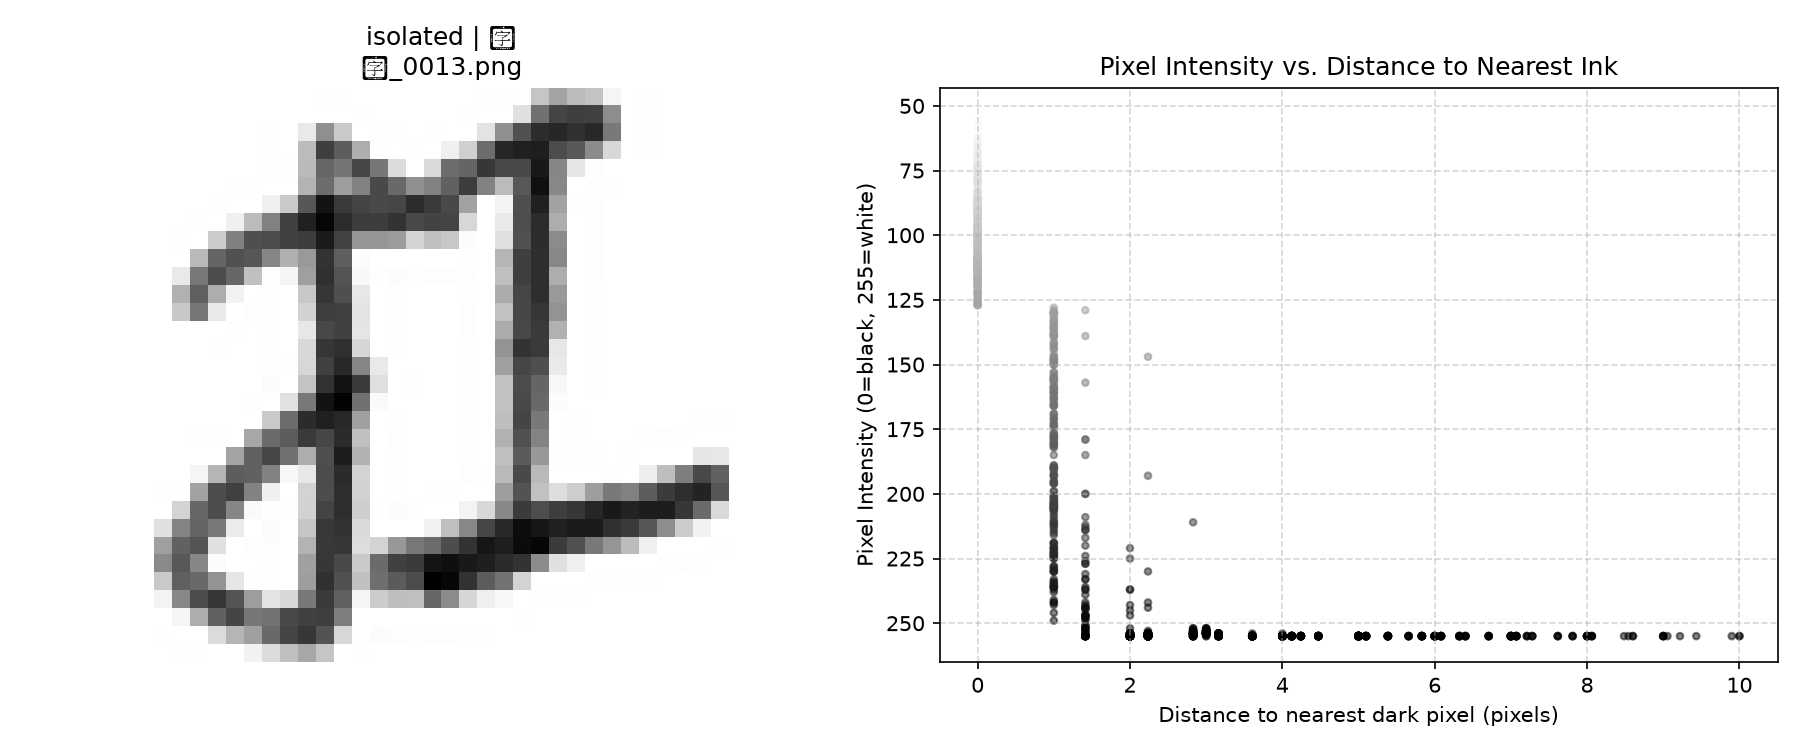 isolated |
_0013.png
扛
Pixel Intensity vs. Distance to Nearest Ink
50
75
100
125
150
175
200
225
250
Pixel Intensity (0=black, 255=white)
0 2 4 6 8 10
Distance to nearest dark pixel (pixels)